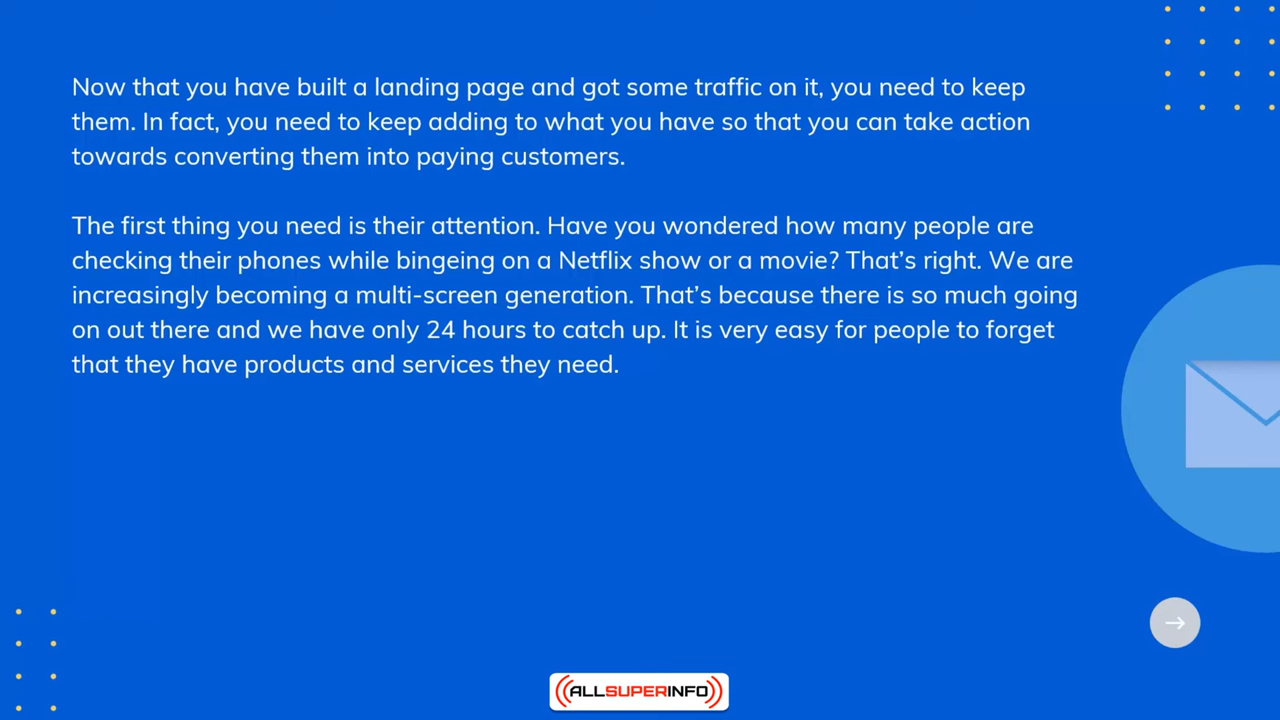 Now that you have built a landing page and got some traffic on it, you need to keep
them. In fact, you need to keep adding to what you have so that you can take action
towards converting them into paying customers.
The first thing you need is their attention. Have you wondered how many people are
checking their phones while bingeing on a Netflix show or a movie? That’s right. We are
increasingly becoming a multi-screen generation. That’s because there is so much going
on out there and we have only 24 hours to catch up. It is very easy for people to forget
that they have products and services they need.
ALLSUPERINFO